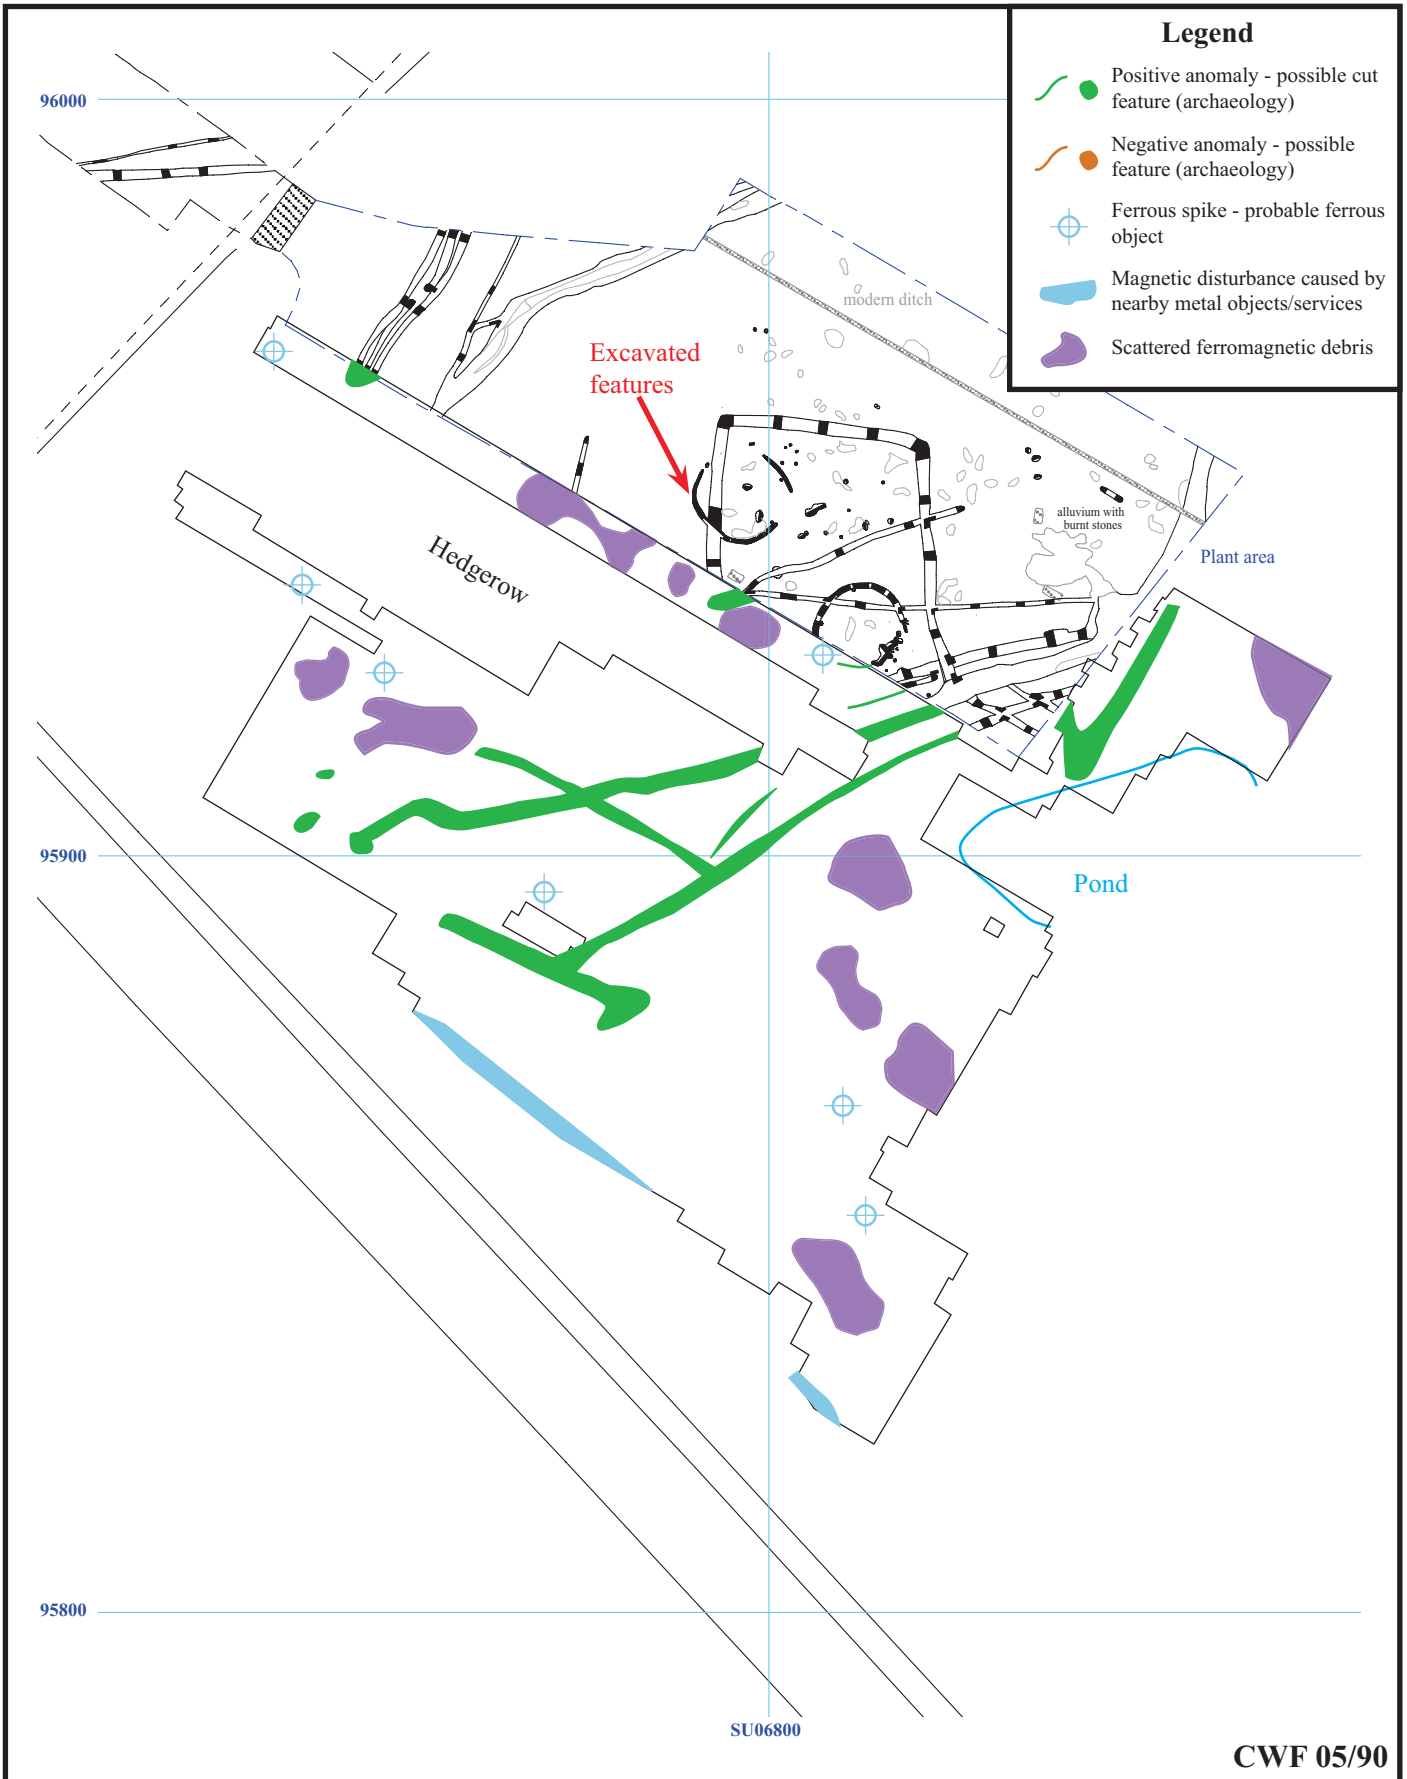 Legend
Positive anomaly - possible cut
feature (archaeology)
Negative anomaly - possible
feature (archaeology)
Ferrous spike - probable ferrous
object
Magnetic disturbance caused by
nearby metal objects/services
Scattered ferromagnetic debris
96000
modern ditch
Excavated
features
alluvium with
burnt stones
Plant area
Hedgerow
95900
Pond
95800
SU06800
CWF 05/90